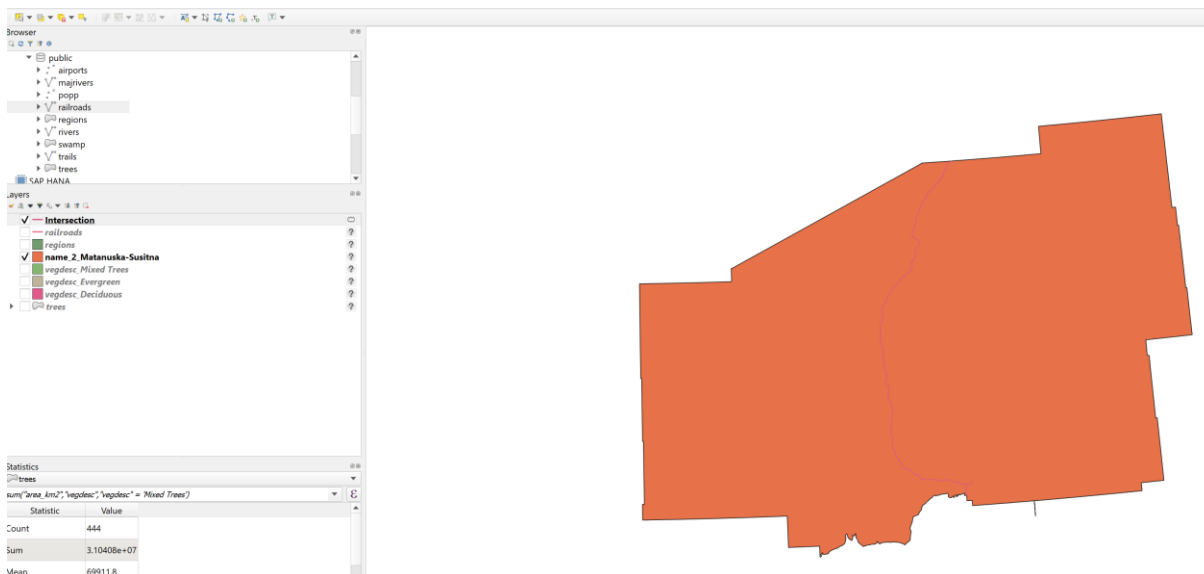 Browser
public
airports
majrivers
popp
railroads
regions
rivers
swamp
trails
trees
SAP HANA
Layers
Intersection
railroads
?
regions
?
name_2_Matanuska-Susitna
?
vegdesc_Mixed Trees
?
vegdesc_Evergreen
?
vegdesc_Deciduous
?
trees
?
Statistics
trees
sum("area_km2","vegdesc","vegdesc" = 'Mixed Trees')
ε
Statistic Value
Count 444
Sum 3.10408e+07
Mean 69911.8